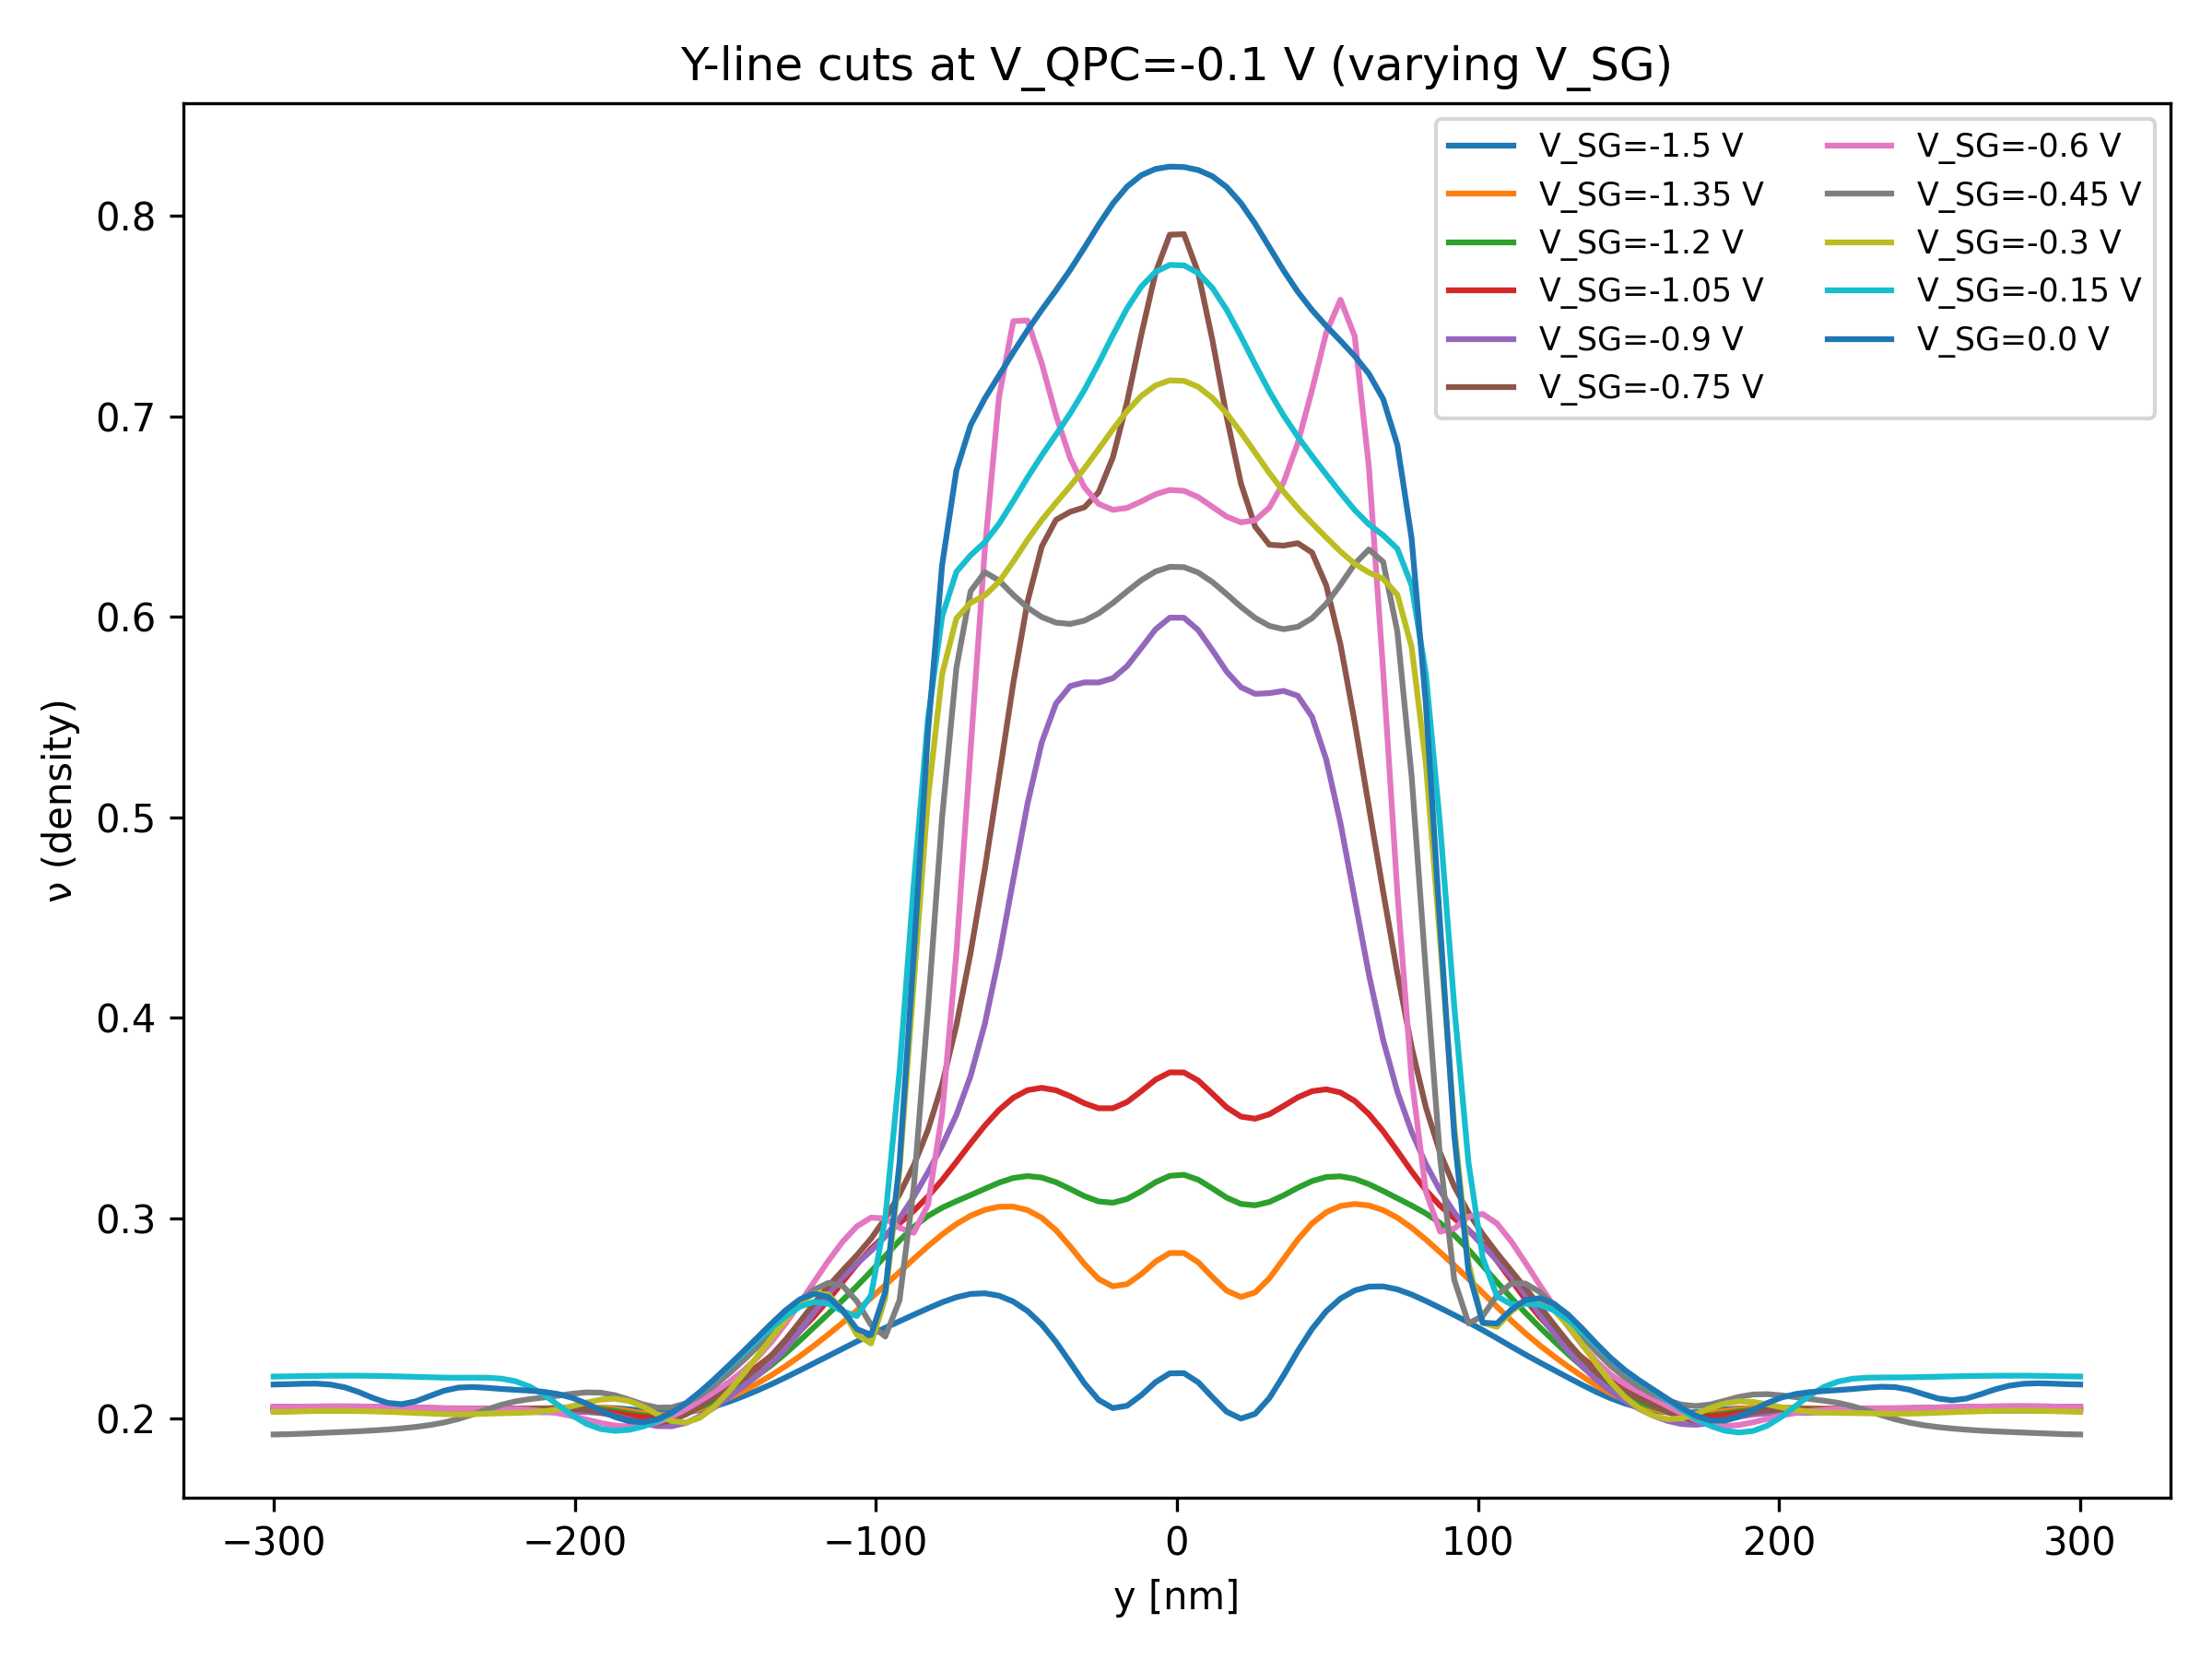 Y-line cuts at V_QPC=-0.1 V (varying V_SG)
V_SG=-1.5 V
V_SG=-1.35 V
V_SG=-1.2 V
V_SG=-1.05 V
V_SG=-0.9 V
V_SG=-0.75 V
V_SG=-0.6 V
V_SG=-0.45 V
V_SG=-0.3 V
V_SG=-0.15 V
V_SG=0.0 V
ν (density)
0.8
0.7
0.6
0.5
0.4
0.3
0.2
−300
−200
−100
0
100
200
300
y [nm]